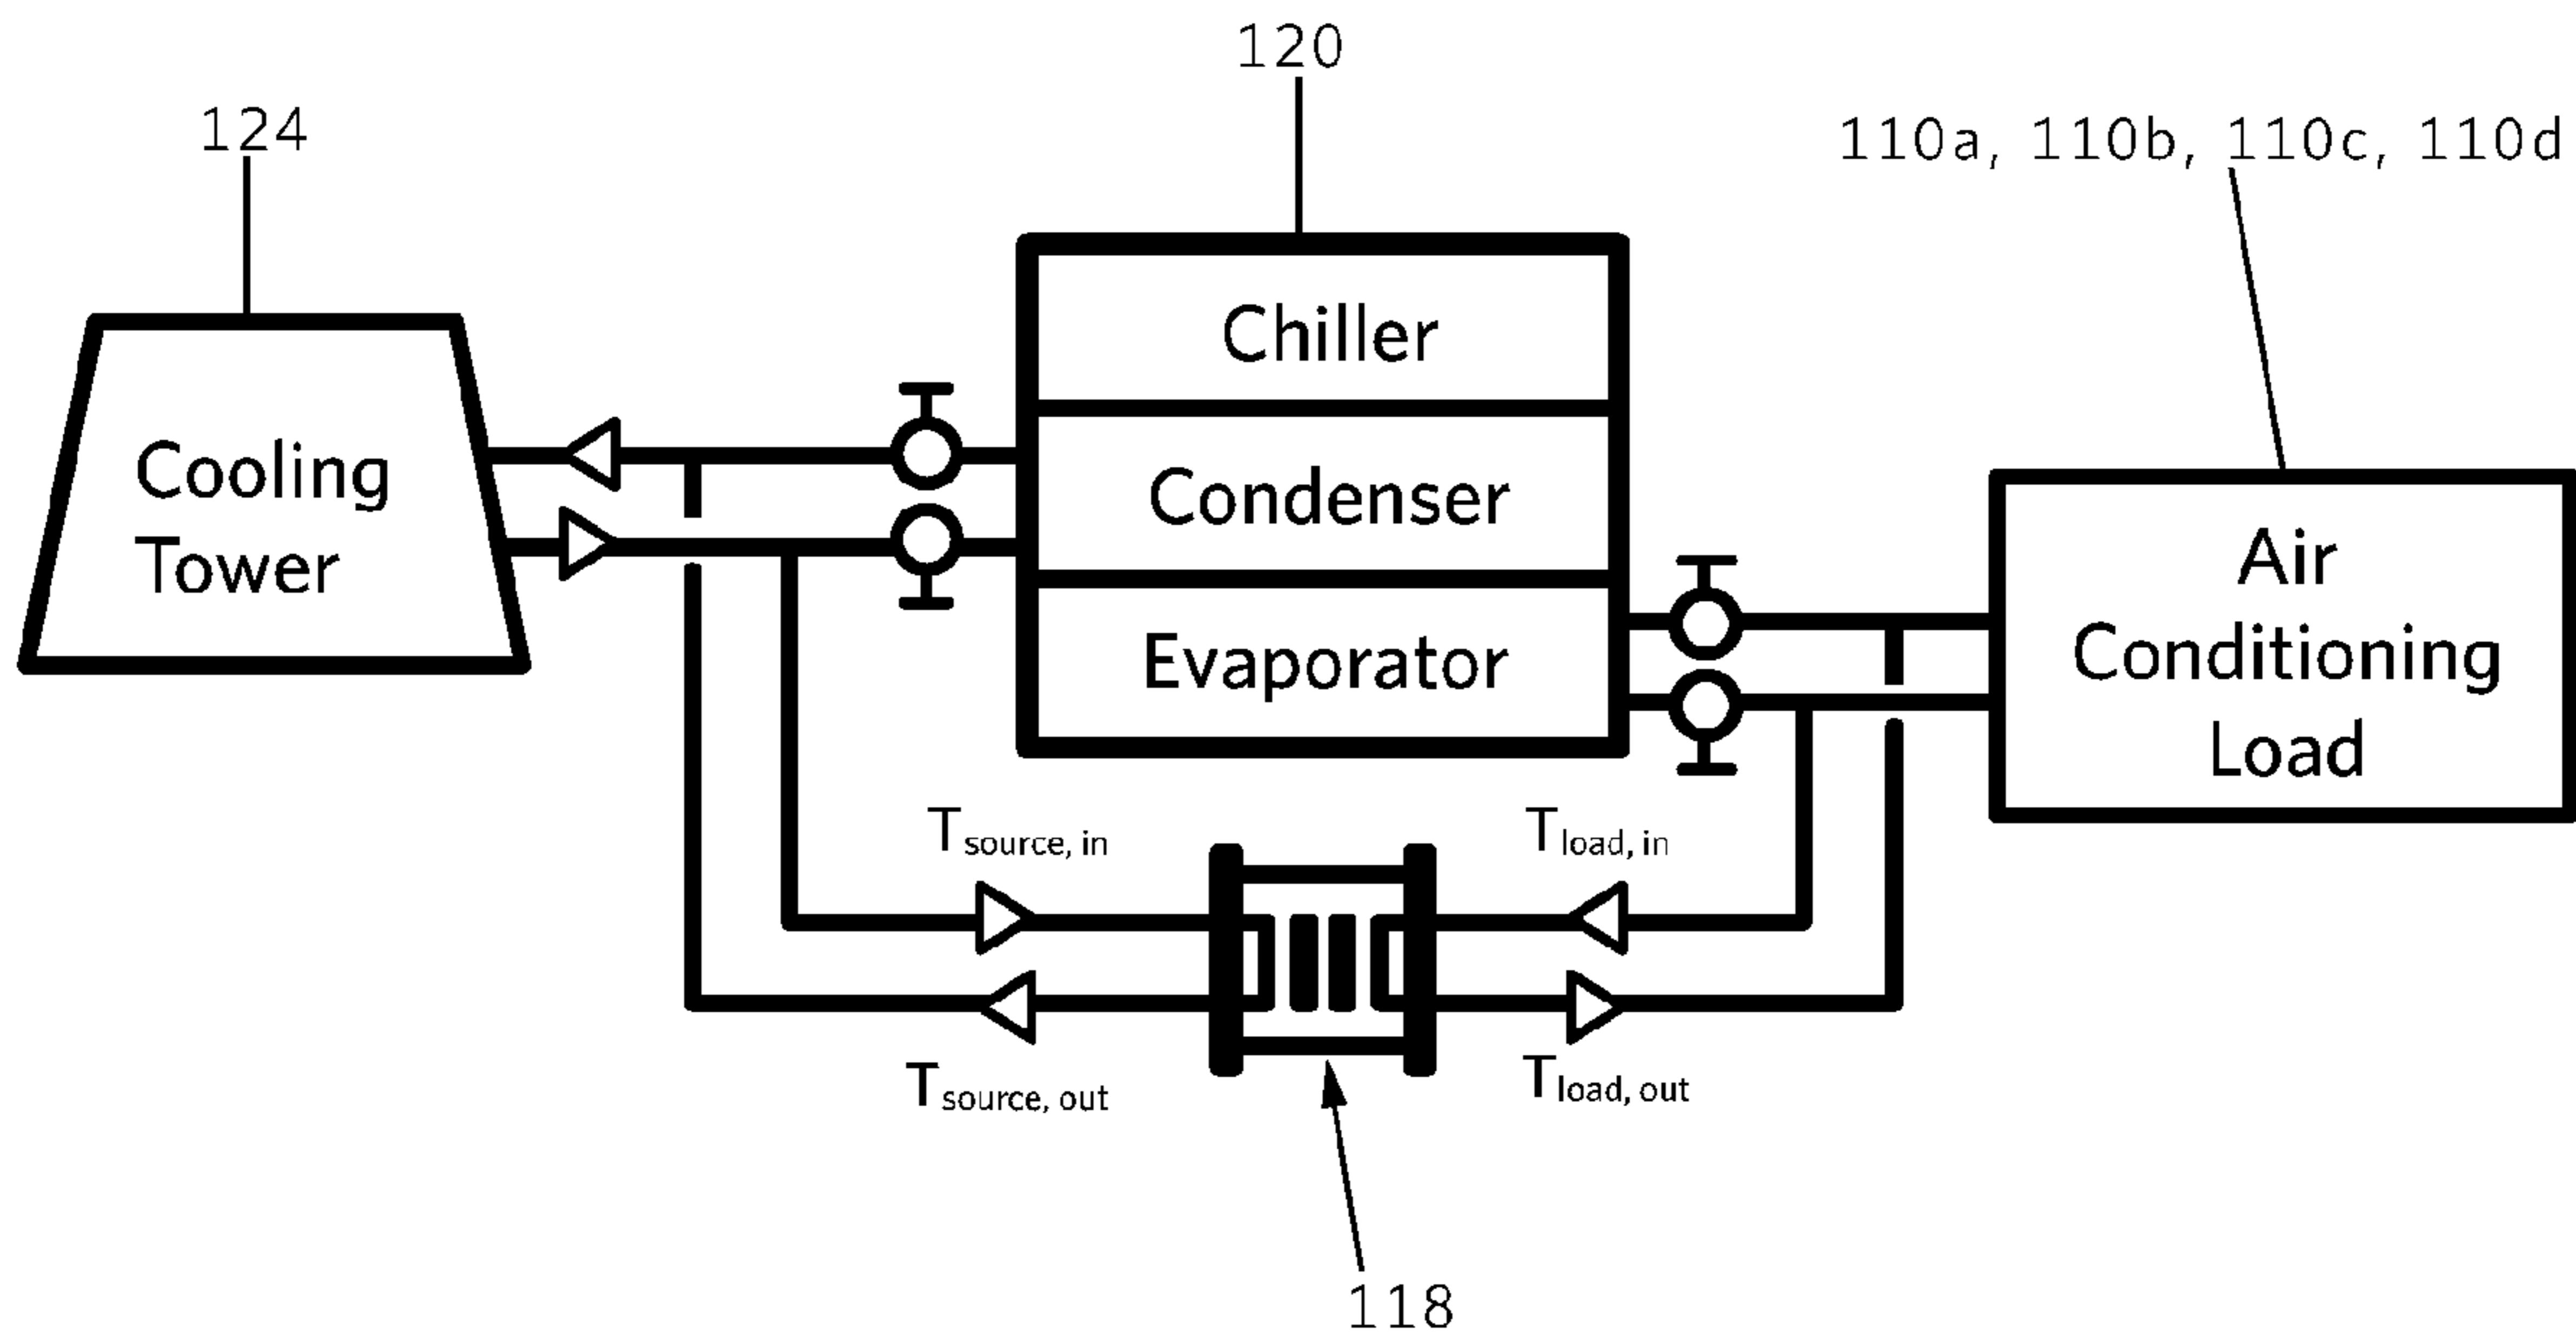 120
124
110a, 110b, 110c, 110d
Chiller
Cooling
Tower
Condenser
Evaporator
Air
Conditioning
Load
Tsource, in
Tload, in
Tsource, out
Tload, out
118